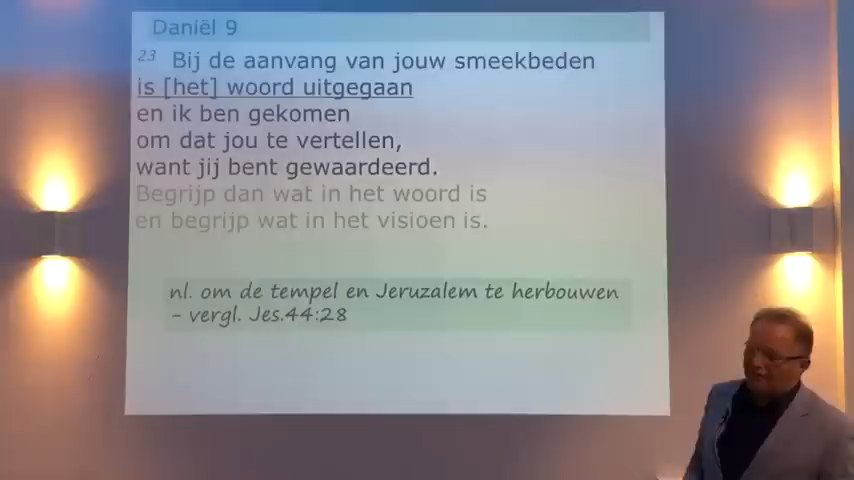 Daniël 9
23 Bij de aanvang van jouw smeekbeden
is [het] woord uitgegaan
en ik ben gekomen
om dat jou te vertellen,
want jij bent gewaardeerd.
Begrijp dan wat in het woord is
en begrijp wat in het visioen is.
nl. om de tempel en Jeruzalem te herbouwen
- vergl. Jes.44:28